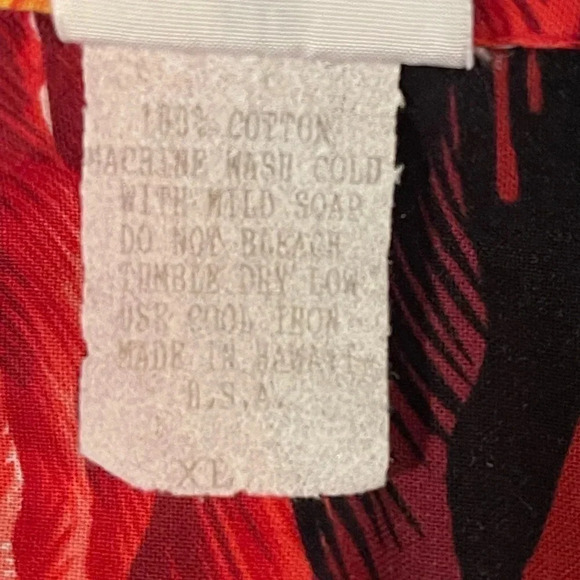 100% COTTON
MACHINE WASH COLD
WITH MILD SOAP
DO NOT BLEACH
TUMBLE DRY LOW
USE COOL IRON
MADE IN HAWAII
U.S.A.
XL